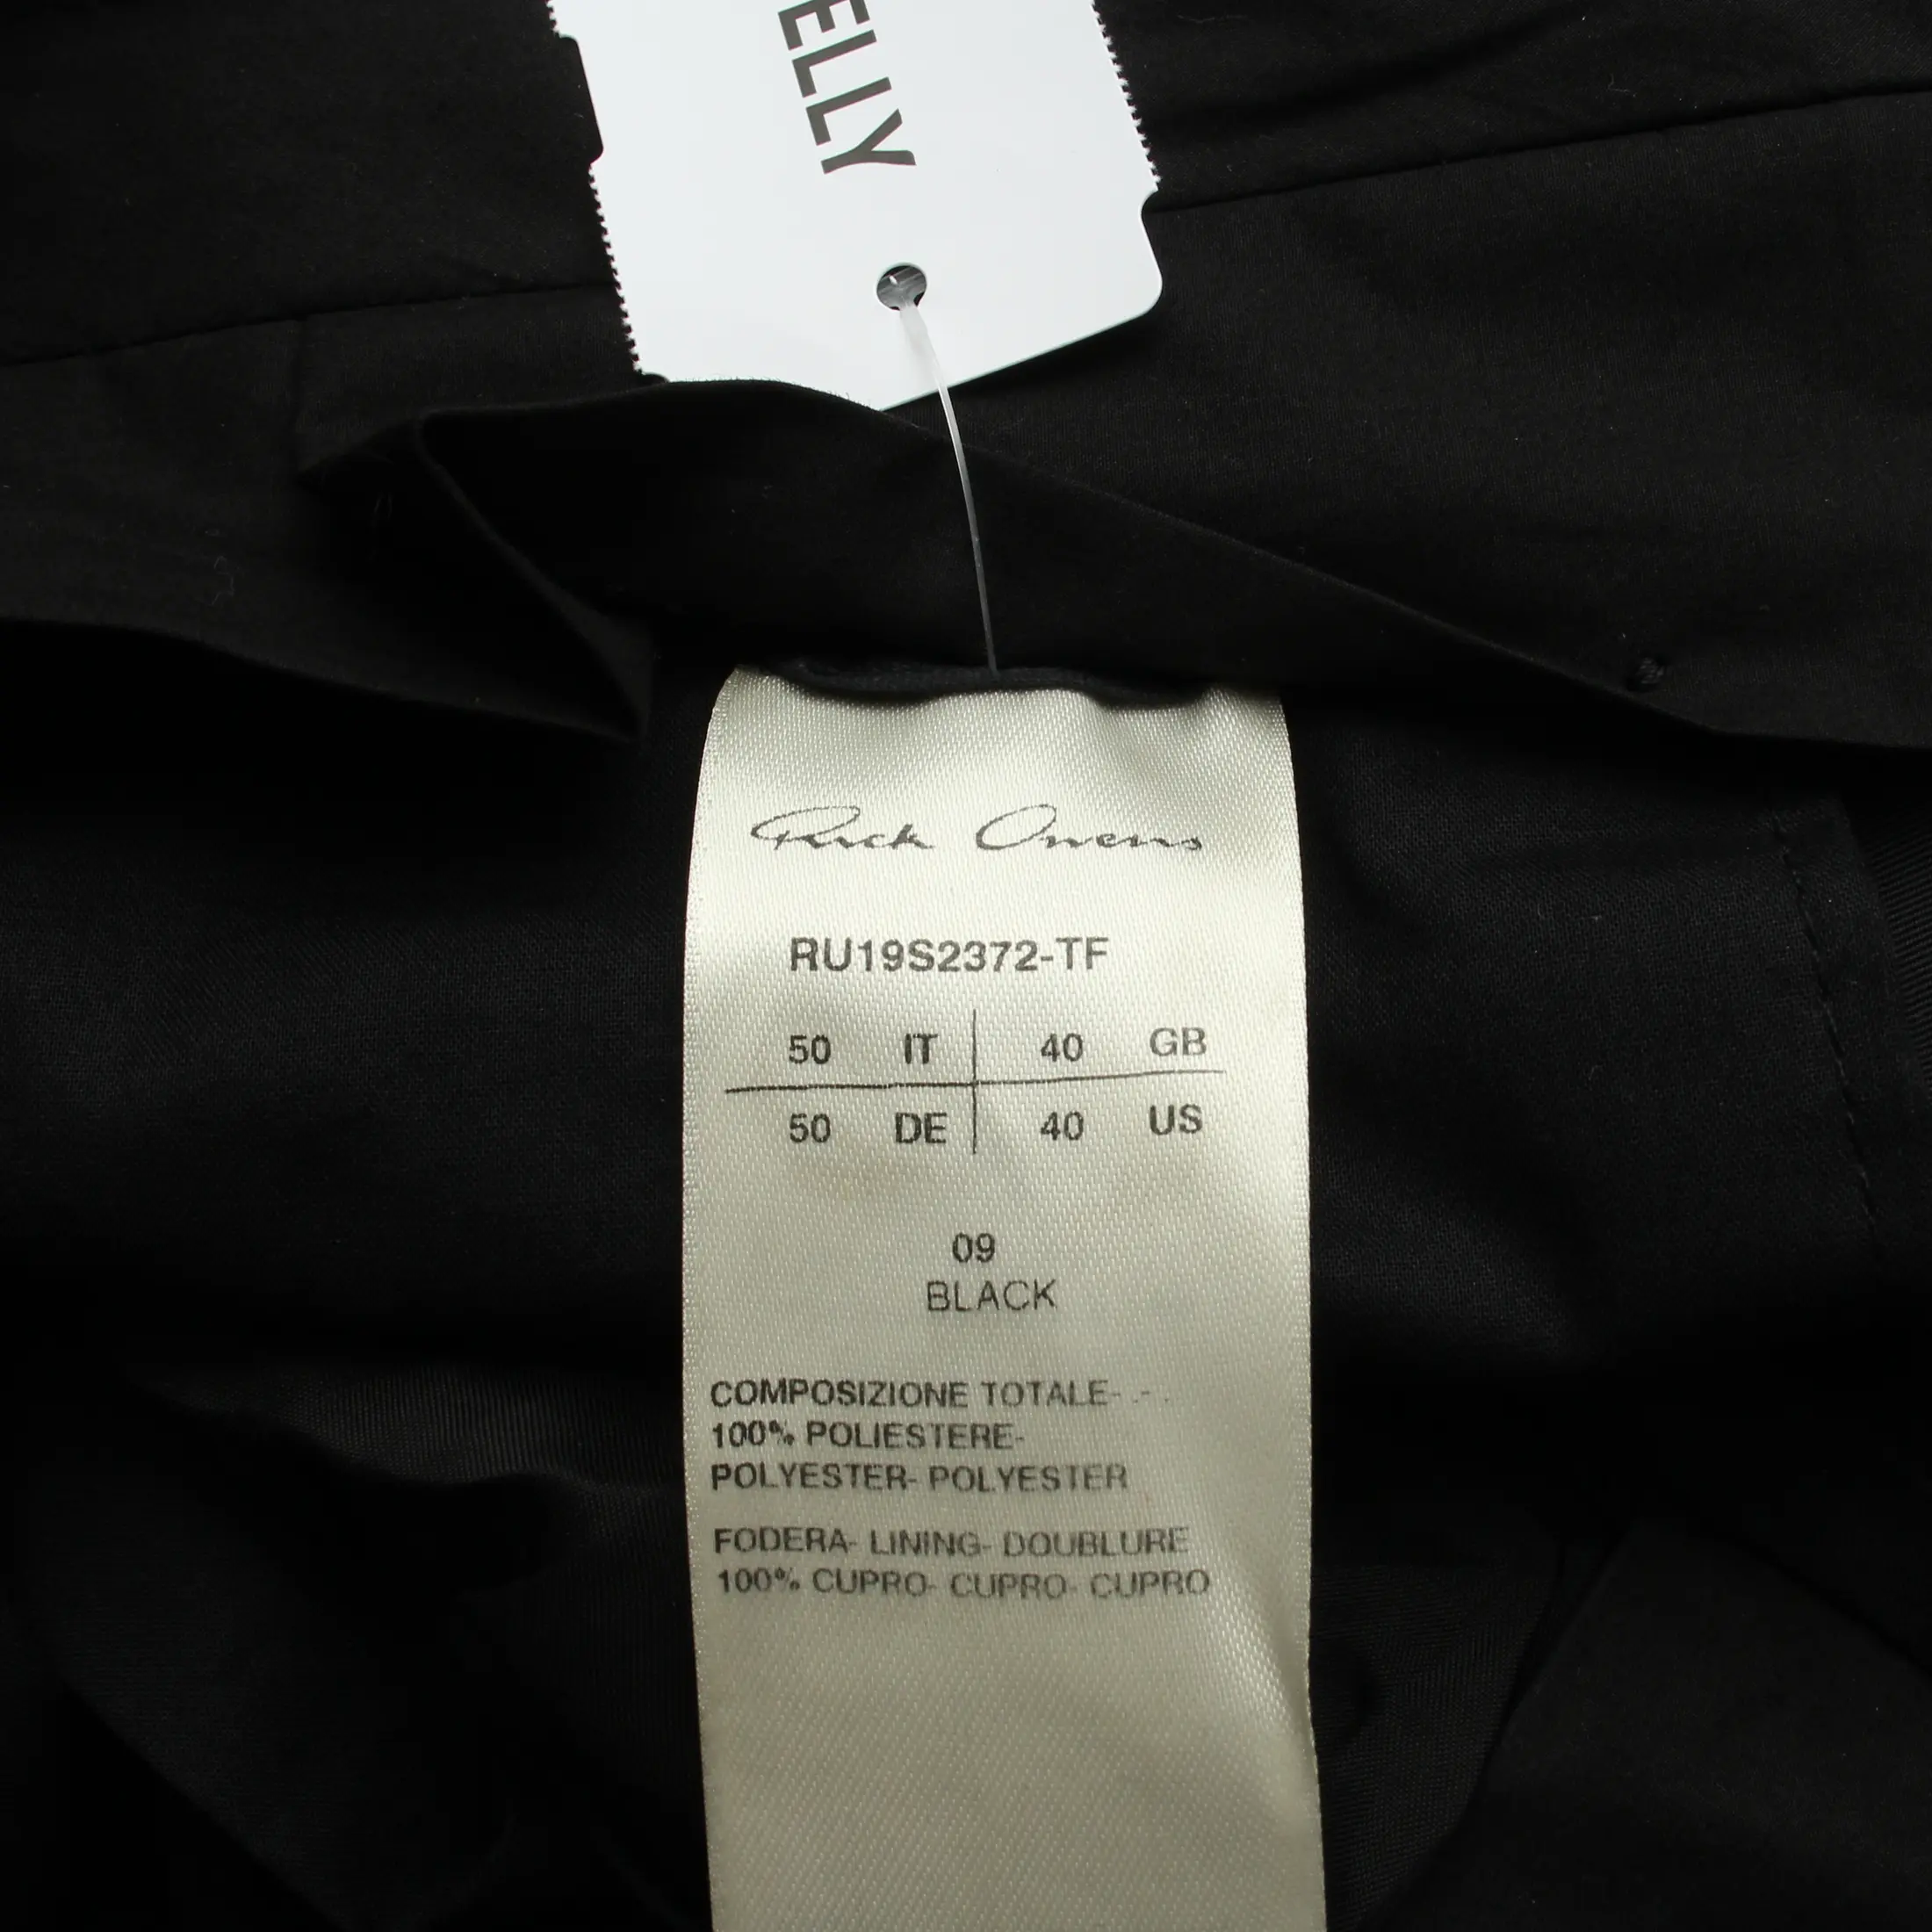 ELLY
Rick Owens
RU19S2372-TF
50 IT 40 GB
50 DE 40 US
09
BLACK
COMPOSIZIONE TOTALE- -
100% POLIESTERE-
POLYESTER- POLYESTER
FODERA- LINING- DOUBLURE
100% CUPRO- CUPRO- CUPRO